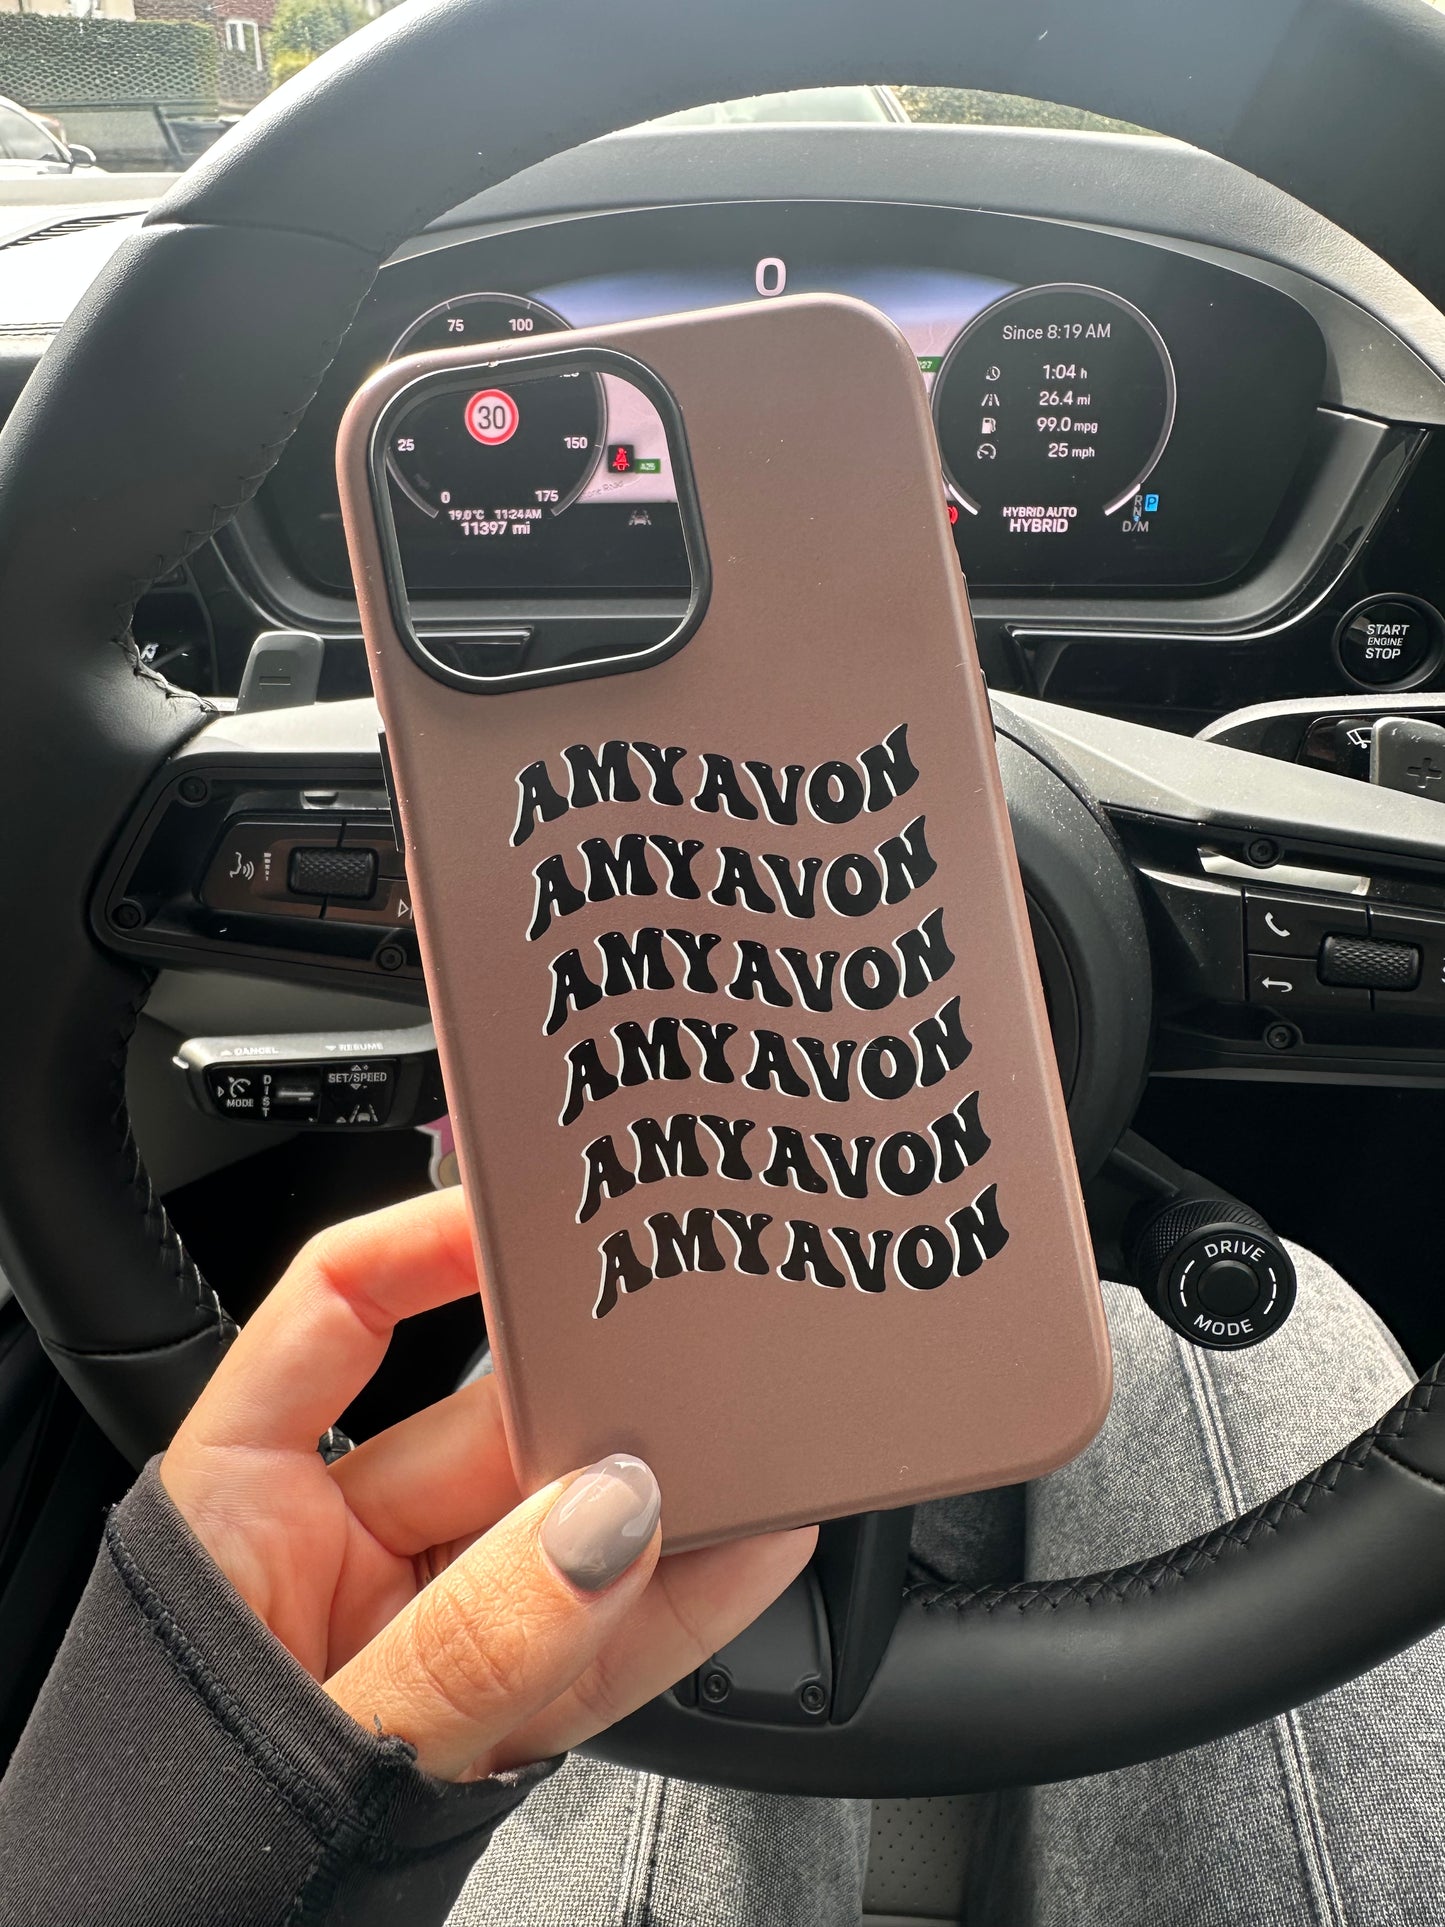 0
75 100
Since 8:19 AM
1:04 h
26.4 mi
99.0 mpg
25 mph
30
25
150
A25
0
175
19.0°C 11:24AM
11397 mi
HYBRID AUTO
HYBRID
R
N
P
D/M
START
ENGINE
STOP
AMY AVON
AMY AVON
AMY AVON
AMY AVON
AMY AVON
AMY AVON
CANCEL RESUME
MODE
DIST
SET/SPEED
DRIVE
MODE